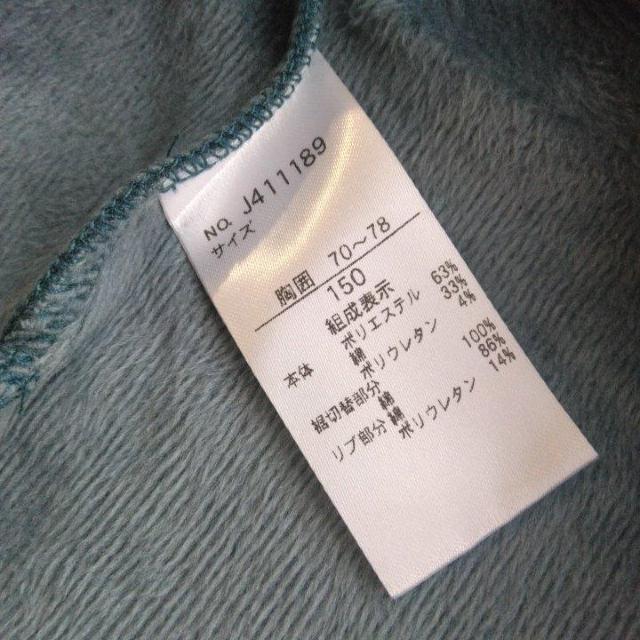 NO. J411189
サイズ
胸囲 70～78
150
組成表示
本体 ポリエステル 63%
綿 33%
ポリウレタン 4%
裾切替部分 綿 100%
リブ部分 綿 86%
ポリウレタン 14%